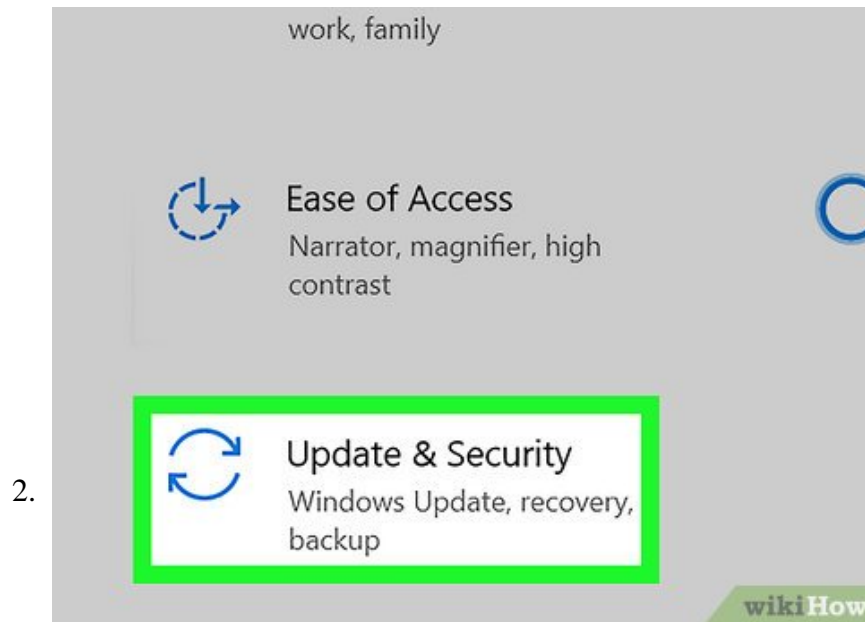 work, family
Ease of Access
Narrator, magnifier, high
contrast
2.
Update & Security
Windows Update, recovery,
backup
wikiHow